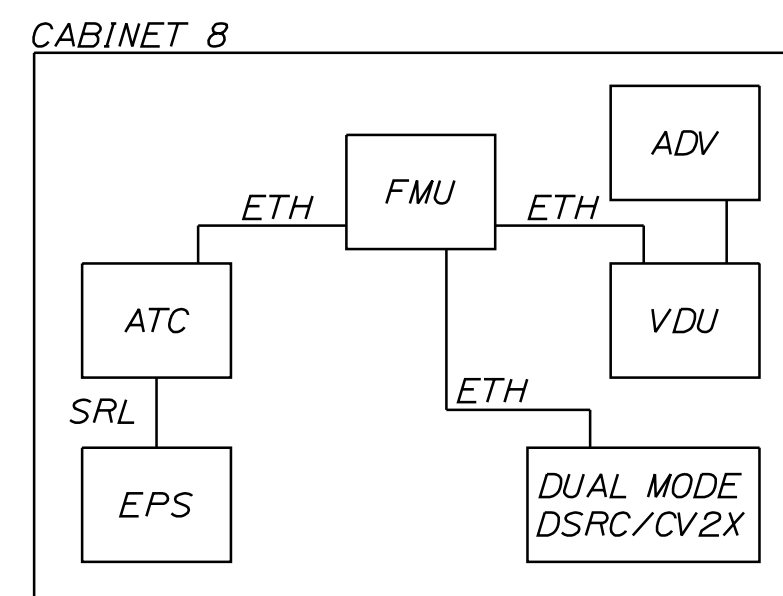 CABINET 8
ADV
FMU
ETH
ETH
ATC
VDU
ETH
SRL
EPS
DUAL MODE
DSRC/CV2X